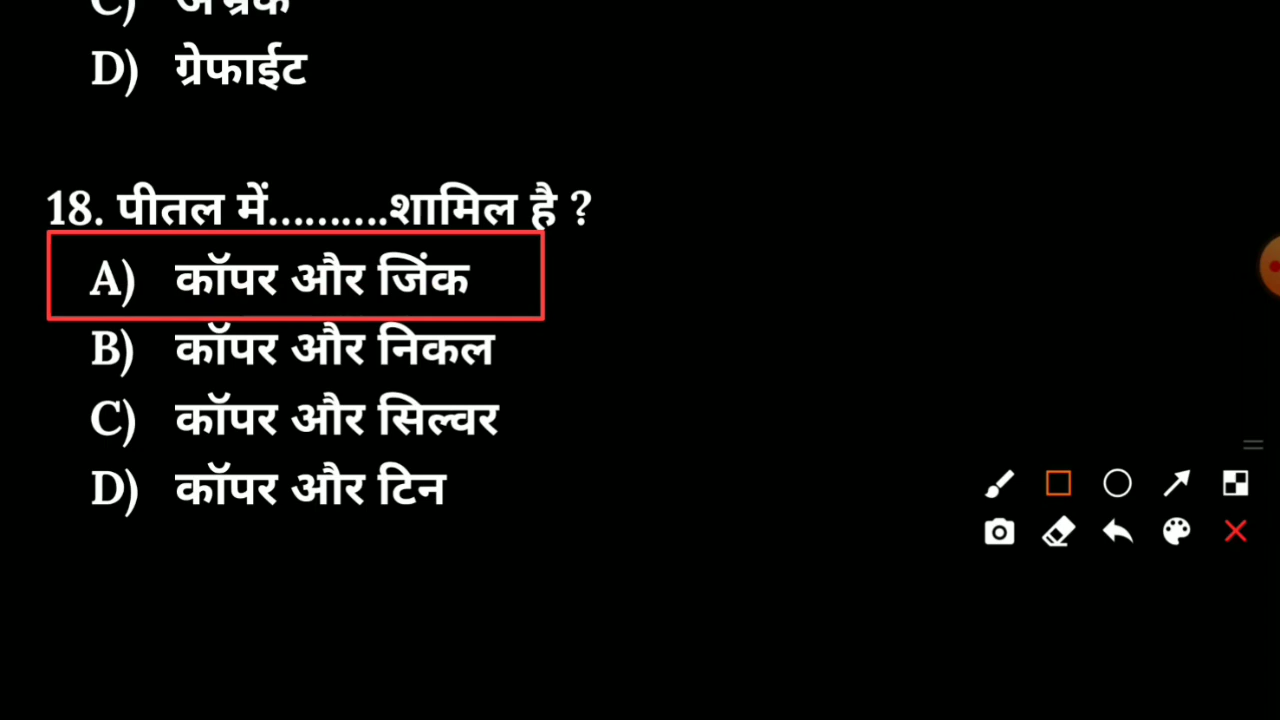 D) ग्रेफाईट
18. पीतल में..........शामिल है ?
A) कॉपर और जिंक
B) कॉपर और निकल
C) कॉपर और सिल्वर
D) कॉपर और टिन